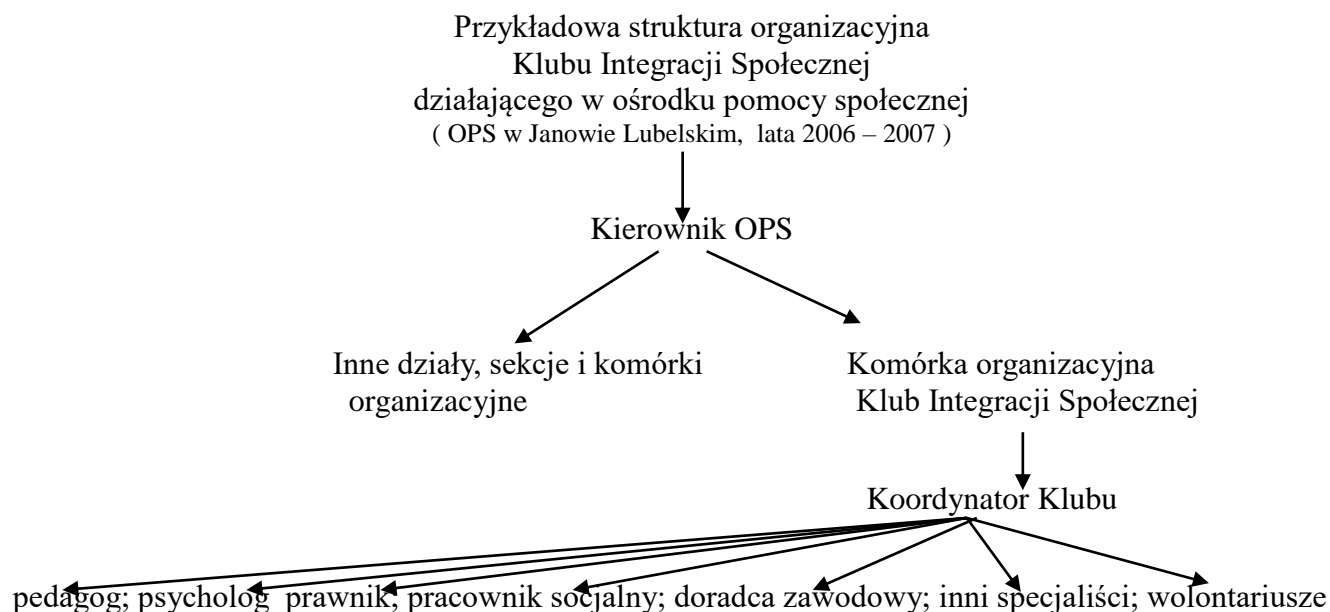 Przykładowa struktura organizacyjna
Klubu Integracji Społecznej
działającego w ośrodku pomocy społecznej
( OPS w Janowie Lubelskim, lata 2006 – 2007 )
Kierownik OPS
Inne działy, sekcje i komórki
organizacyjne
Komórka organizacyjna
Klub Integracji Społecznej
Koordynator Klubu
pedagog; psycholog prawnik, pracownik socjalny; doradca zawodowy; inni specjaliści; wolontariusze